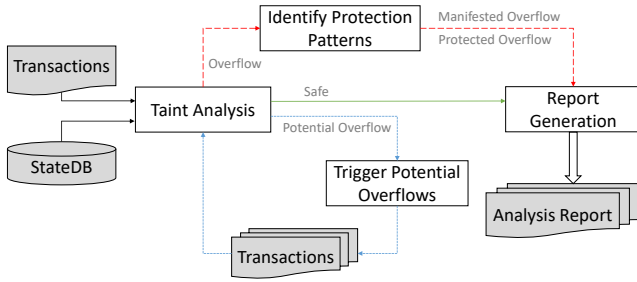 Identify Protection
Patterns
Manifested Overflow
Protected Overflow
Transactions
Overflow
Taint Analysis
Safe
Report
Generation
Potential Overflow
StateDB
Trigger Potential
Overflows
Analysis Report
Transactions